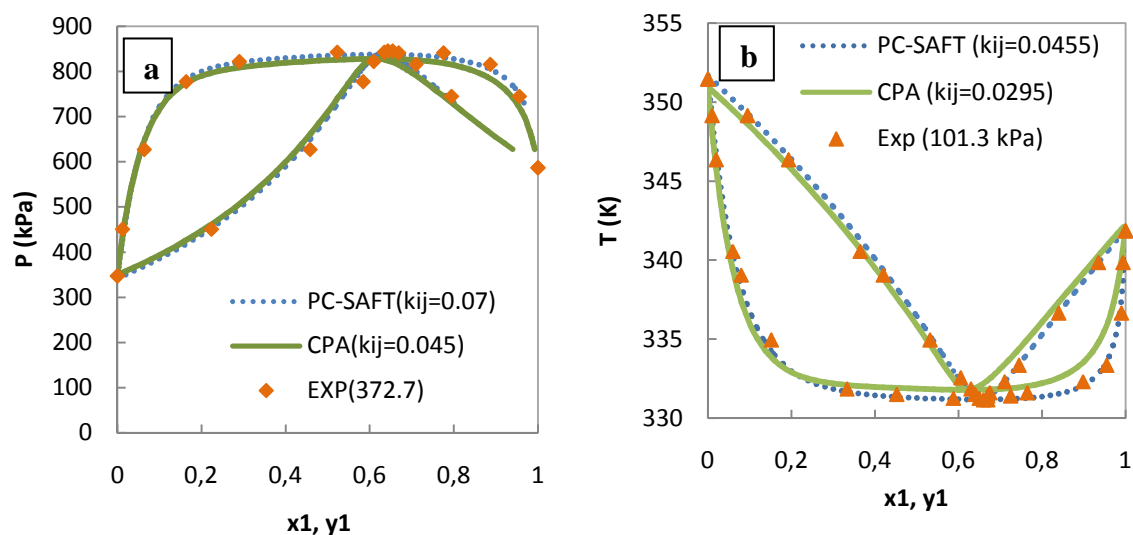 a
900
800
700
600
500
400
300
200
100
0
P (kPa)
PC-SAFT(kij=0.07)
CPA(kij=0.045)
EXP(372.7)
0 0,2 0,4 0,6 0,8 1
x1, y1
b
355
350
345
340
335
330
T (K)
PC-SAFT (kij=0.0455)
CPA (kij=0.0295)
Exp (101.3 kPa)
0 0,2 0,4 0,6 0,8 1
x1, y1